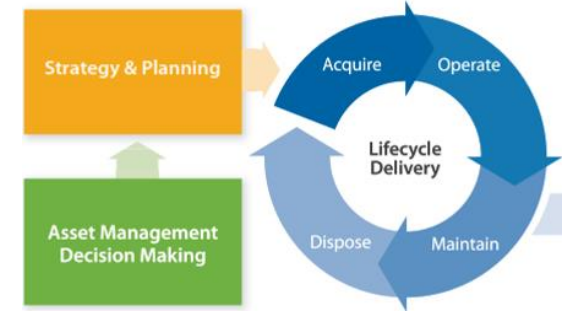 Strategy & Planning
Acquire
Operate
Lifecycle
Delivery
Asset Management
Decision Making
Dispose
Maintain